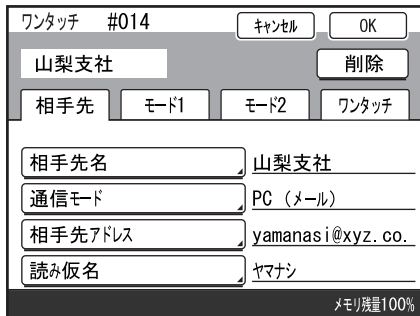 ワンタッチ #014 キャンセル OK
山梨支社 削除
相手先 モード1 モード2 ワンタッチ
相手先名 山梨支社
通信モード PC (メール)
相手先アドレス yamanasi@xyz.co.
読み仮名 ヤマナシ
メモリ残量100%